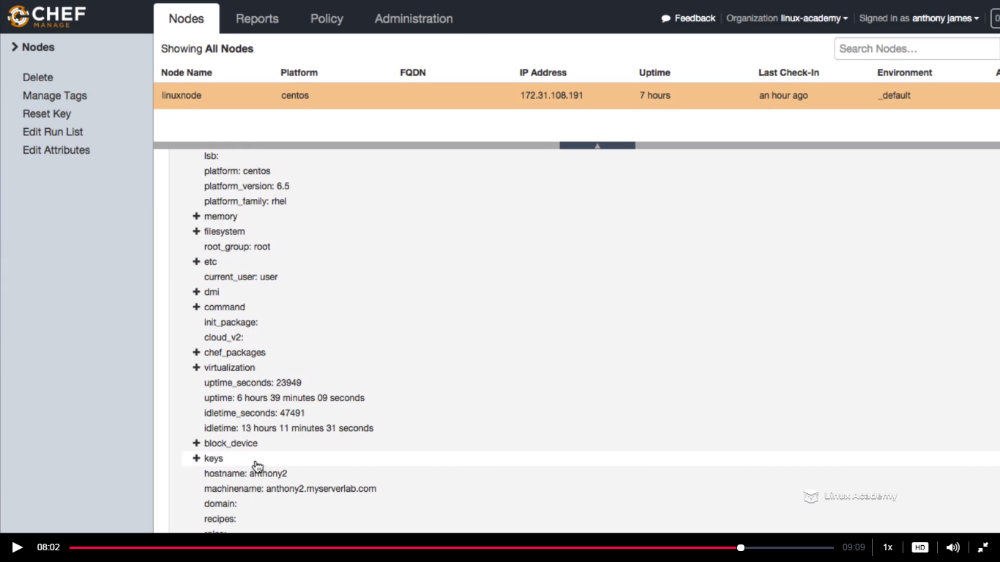 CHEF
MANAGE
Nodes Reports Policy Administration
Feedback Organization linux-academy Signed in as anthony james
Nodes
Delete
Manage Tags
Reset Key
Edit Run List
Edit Attributes
Showing All Nodes
Search Nodes...
Node Name Platform FQDN IP Address Uptime Last Check-In Environment
linuxnode centos 172.31.108.191 7 hours an hour ago _default
lsb:
platform: centos
platform_version: 6.5
platform_family: rhel
+ memory
+ filesystem
root_group: root
+ etc
current_user: user
+ dmi
+ command
init_package:
cloud_v2:
+ chef_packages
+ virtualization
uptime_seconds: 23949
uptime: 6 hours 39 minutes 09 seconds
idletime_seconds: 47491
idletime: 13 hours 11 minutes 31 seconds
+ block_device
+ keys
hostname: anthony2
machinename: anthony2.myserverlab.com
domain:
recipes:
Linux Academy
08:02 09:09 1x HD